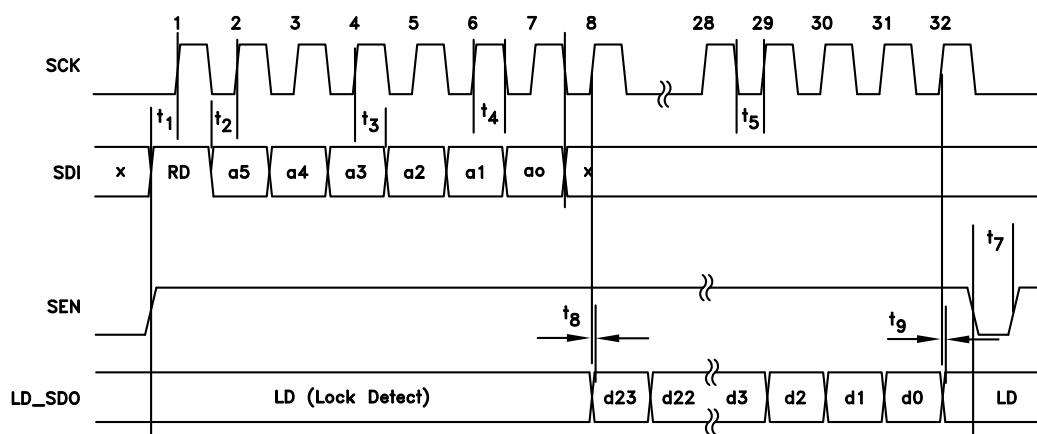 1 2 3 4 5 6 7 8 28 29 30 31 32
SCK
t1 t2 t3 t4 t5
SDI x RD a5 a4 a3 a2 a1 ao x
t7
SEN
t8 t9
LD_SDO LD (Lock Detect) d23 d22 d3 d2 d1 d0 LD